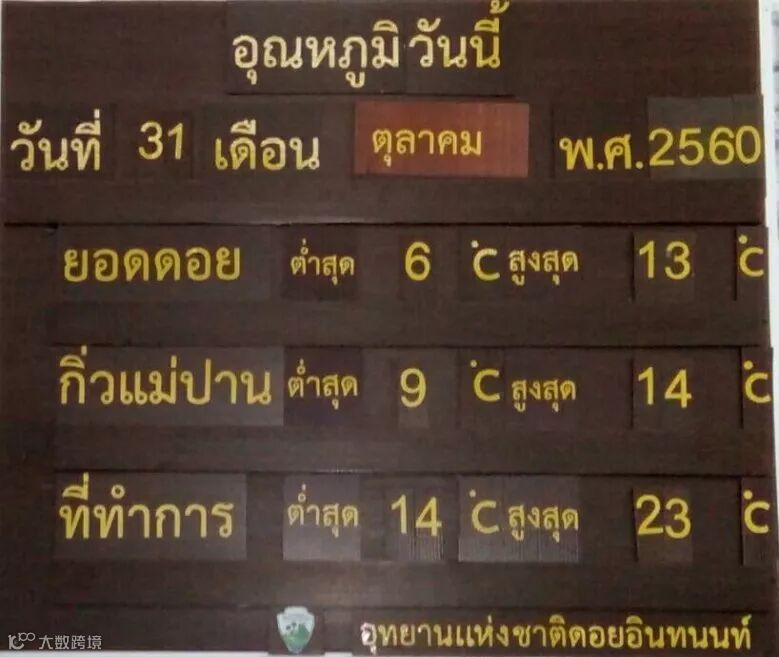 อุณหภูมิวันนี้
วันที่ 31 เดือน ตุลาคม พ.ศ. 2560
ยอดดอย ต่ำสุด 6 °C สูงสุด 13 °C
กิ่วแม่ปาน ต่ำสุด 9 °C สูงสุด 14 °C
ที่ทำการ ต่ำสุด 14 °C สูงสุด 23 °C
อุทยานแห่งชาติดอยอินทนนท์
大数跨境